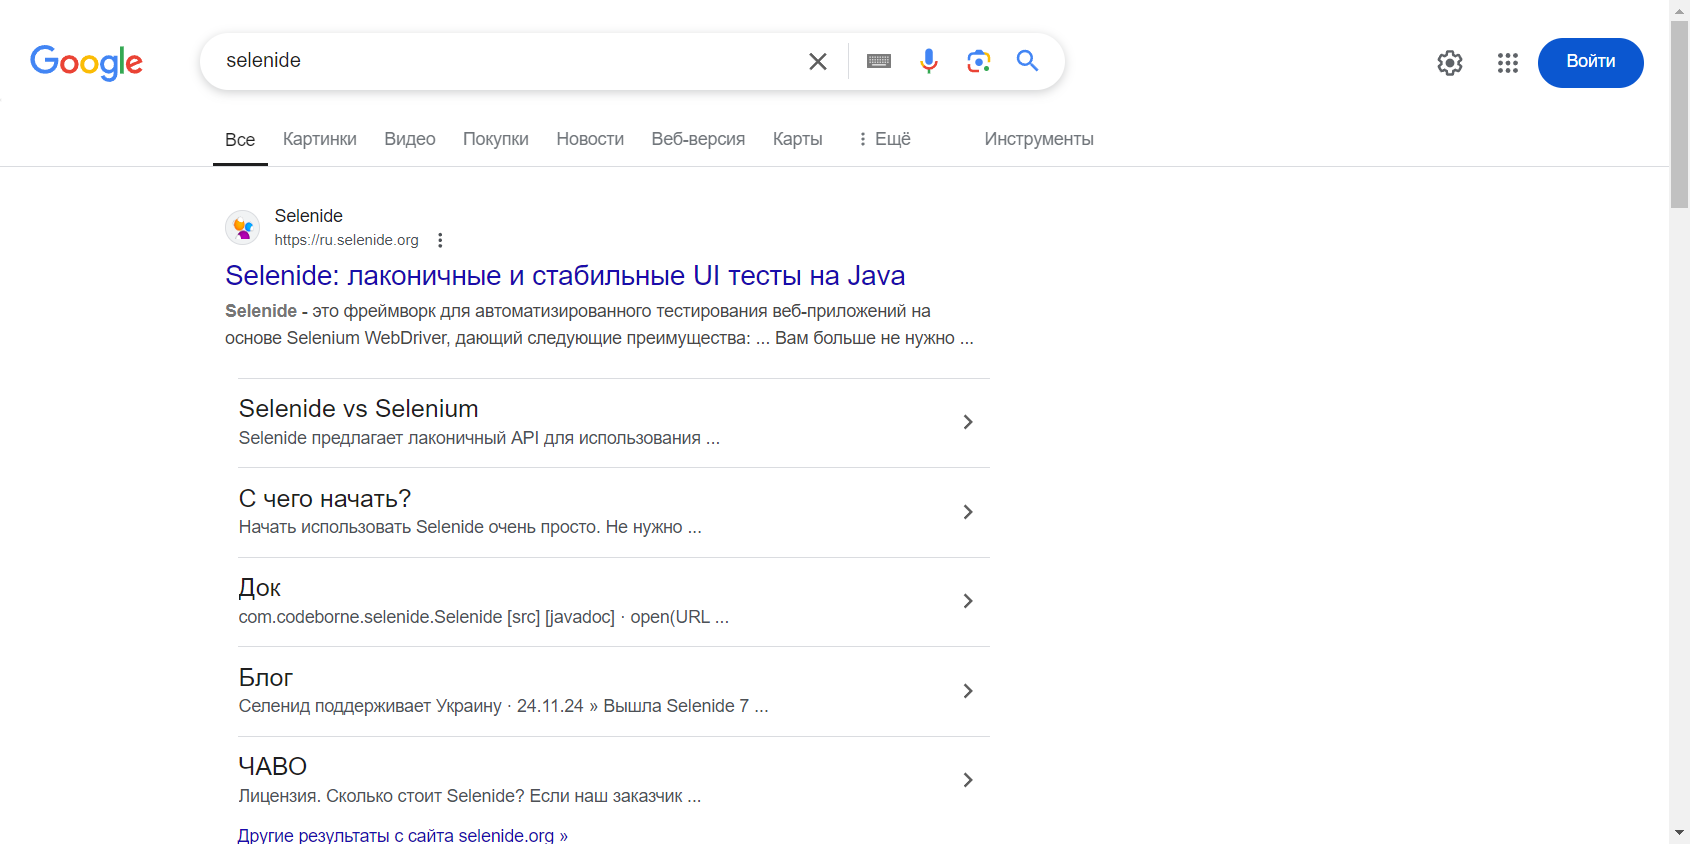 Google
selenide
Войти
Все Картинки Видео Покупки Новости Веб-версия Карты Ещё Инструменты
Selenide
https://ru.selenide.org
Selenide: лаконичные и стабильные UI тесты на Java
Selenide - это фреймворк для автоматизированного тестирования веб-приложений на
основе Selenium WebDriver, дающий следующие преимущества: ... Вам больше не нужно ...
Selenide vs Selenium
Selenide предлагает лаконичный API для использования ...
С чего начать?
Начать использовать Selenide очень просто. Не нужно ...
Док
com.codeborne.selenide.Selenide [src] [javadoc] · open(URL ...
Блог
Селенид поддерживает Украину · 24.11.24 » Вышла Selenide 7 ...
ЧАВО
Лицензия. Сколько стоит Selenide? Если наш заказчик ...
Другие результаты с сайта selenide.org »